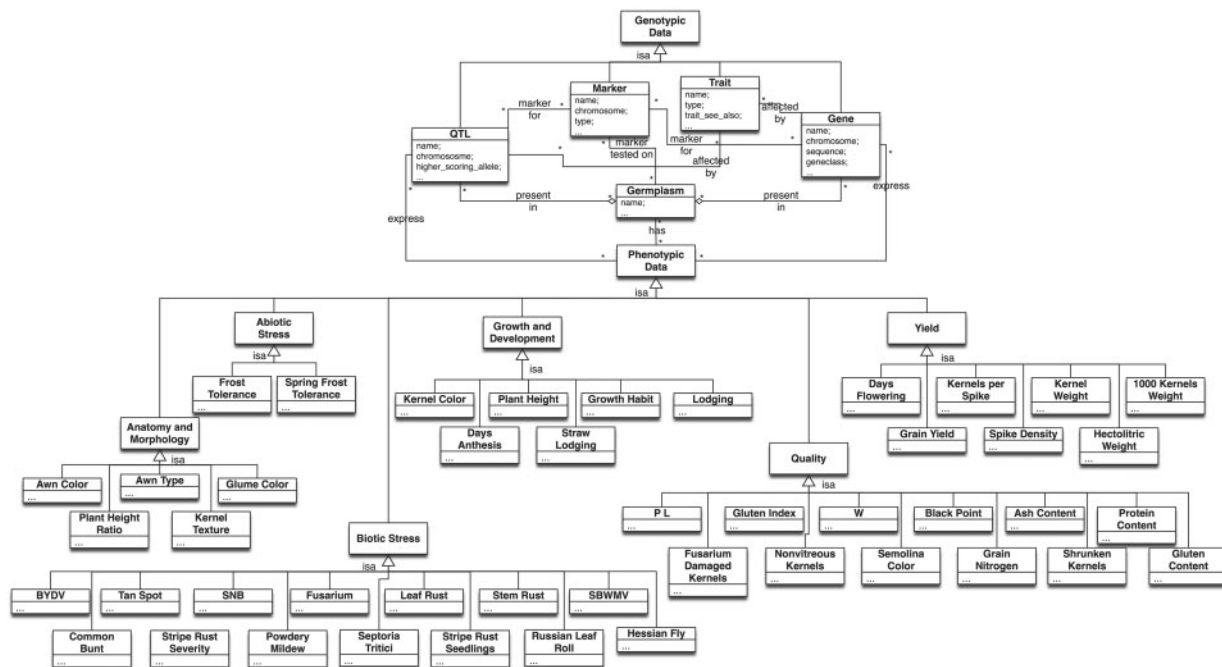 Genotypic
Data
isa
Marker
name;
chromosome;
type;
...
Trait
name;
type;
trait_see_also;
...
marker
for
*
*
*
*
affected
by
*
QTL
name;
chromososme;
higher_scoring_allele;
...
Gene
name;
chromosome;
sequence;
geneclass;
...
*
marker
tested on
marker
for
*
*
*
affected
by
*
*
express
*
*
present
in
*
Germplasm
name;
...
*
present
in
*
express
*
has
*
*
Phenotypic
Data
*
isa
Abiotic
Stress
isa
Frost
Tolerance
...
Spring Frost
Tolerance
...
Growth and
Development
isa
Kernel Color
...
Plant Height
...
Growth Habit
...
Lodging
...
Days
Anthesis
...
Straw
Lodging
...
Yield
isa
Days
Flowering
...
Kernels per
Spike
...
Kernel
Weight
...
1000 Kernels
Weight
...
Grain Yield
...
Spike Density
...
Hectolitric
Weight
...
Anatomy and
Morphology
isa
Awn Color
...
Awn Type
...
Glume Color
...
Plant Height
Ratio
...
Kernel
Texture
...
Quality
isa
P L
...
Gluten Index
...
W
...
Black Point
...
Ash Content
...
Protein
Content
...
Fusarium
Damaged
Kernels
...
Nonvitreous
Kernels
...
Semolina
Color
...
Grain
Nitrogen
...
Shrunken
Kernels
...
Gluten
Content
...
Biotic Stress
isa
BYDV
...
Tan Spot
...
SNB
...
Fusarium
...
Leaf Rust
...
Stem Rust
...
SBWMV
...
Common
Bunt
...
Stripe Rust
Severity
...
Powdery
Mildew
...
Septoria
Tritici
...
Stripe Rust
Seedlings
...
Russian Leaf
Roll
...
Hessian Fly
...